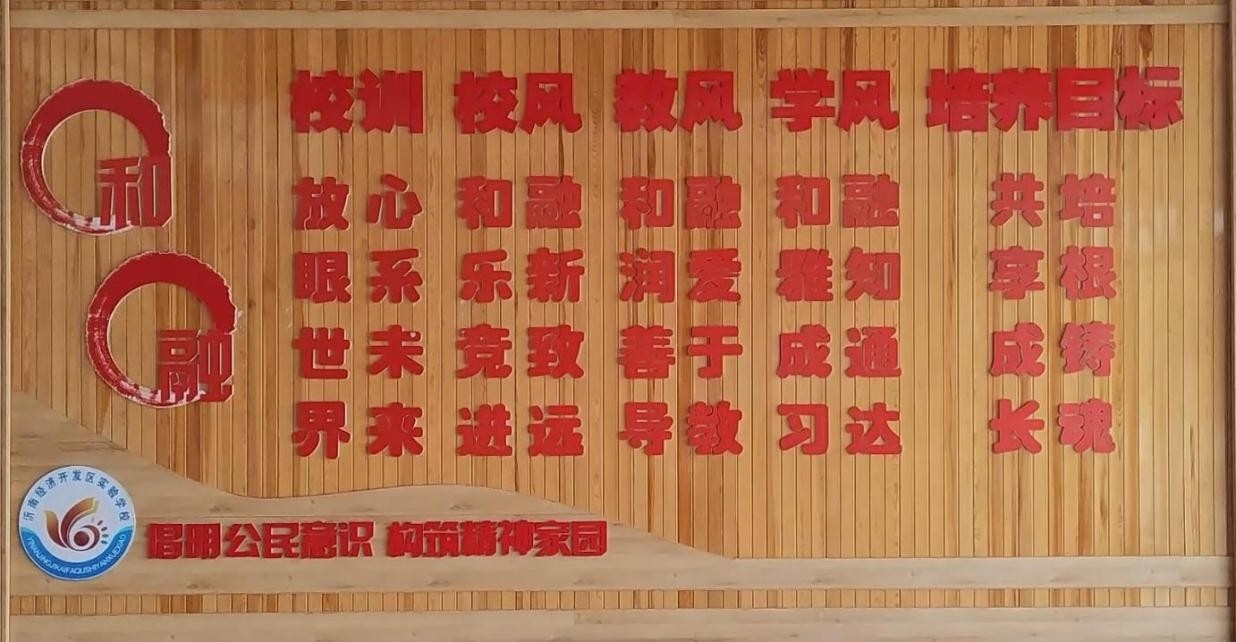 和
融
校训
放眼世界
心系未来
校风
和乐竞进
融新致远
教风
和润善导
融爱于教
学风
和雅成习
融知通达
培养目标
共享成长
培根铸魂
沂南经济开发区实验学校
YINANJINGJIKAIFAQUSHIYANXUEXIAO
倡明公民意识 构筑精神家园